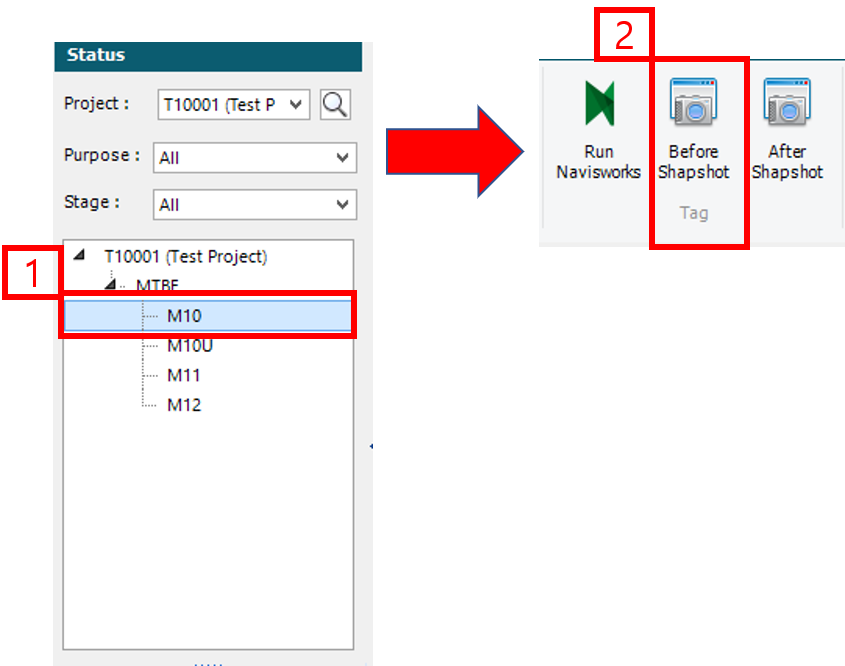 Status
Project :
T10001 (Test P
Purpose :
All
Stage :
All
1
T10001 (Test Project)
MTBF
M10
M10U
M11
M12
2
Run
Navisworks
Before
Shapshot
After
Shapshot
Tag